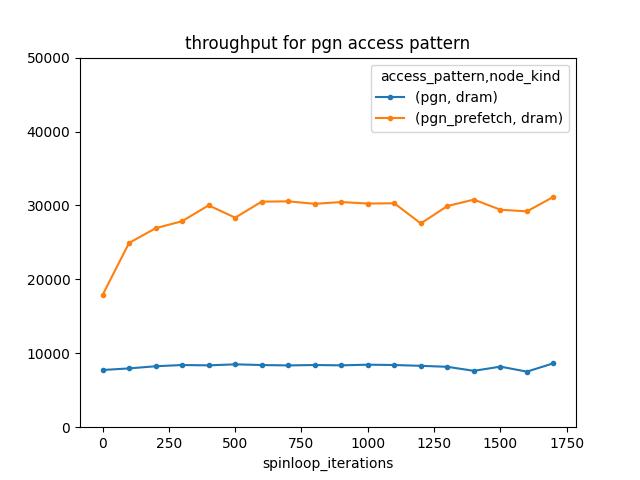 throughput for pgn access pattern
50000
40000
30000
20000
10000
0
access_pattern,node_kind
(pgn, dram)
(pgn_prefetch, dram)
0 250 500 750 1000 1250 1500 1750
spinloop_iterations